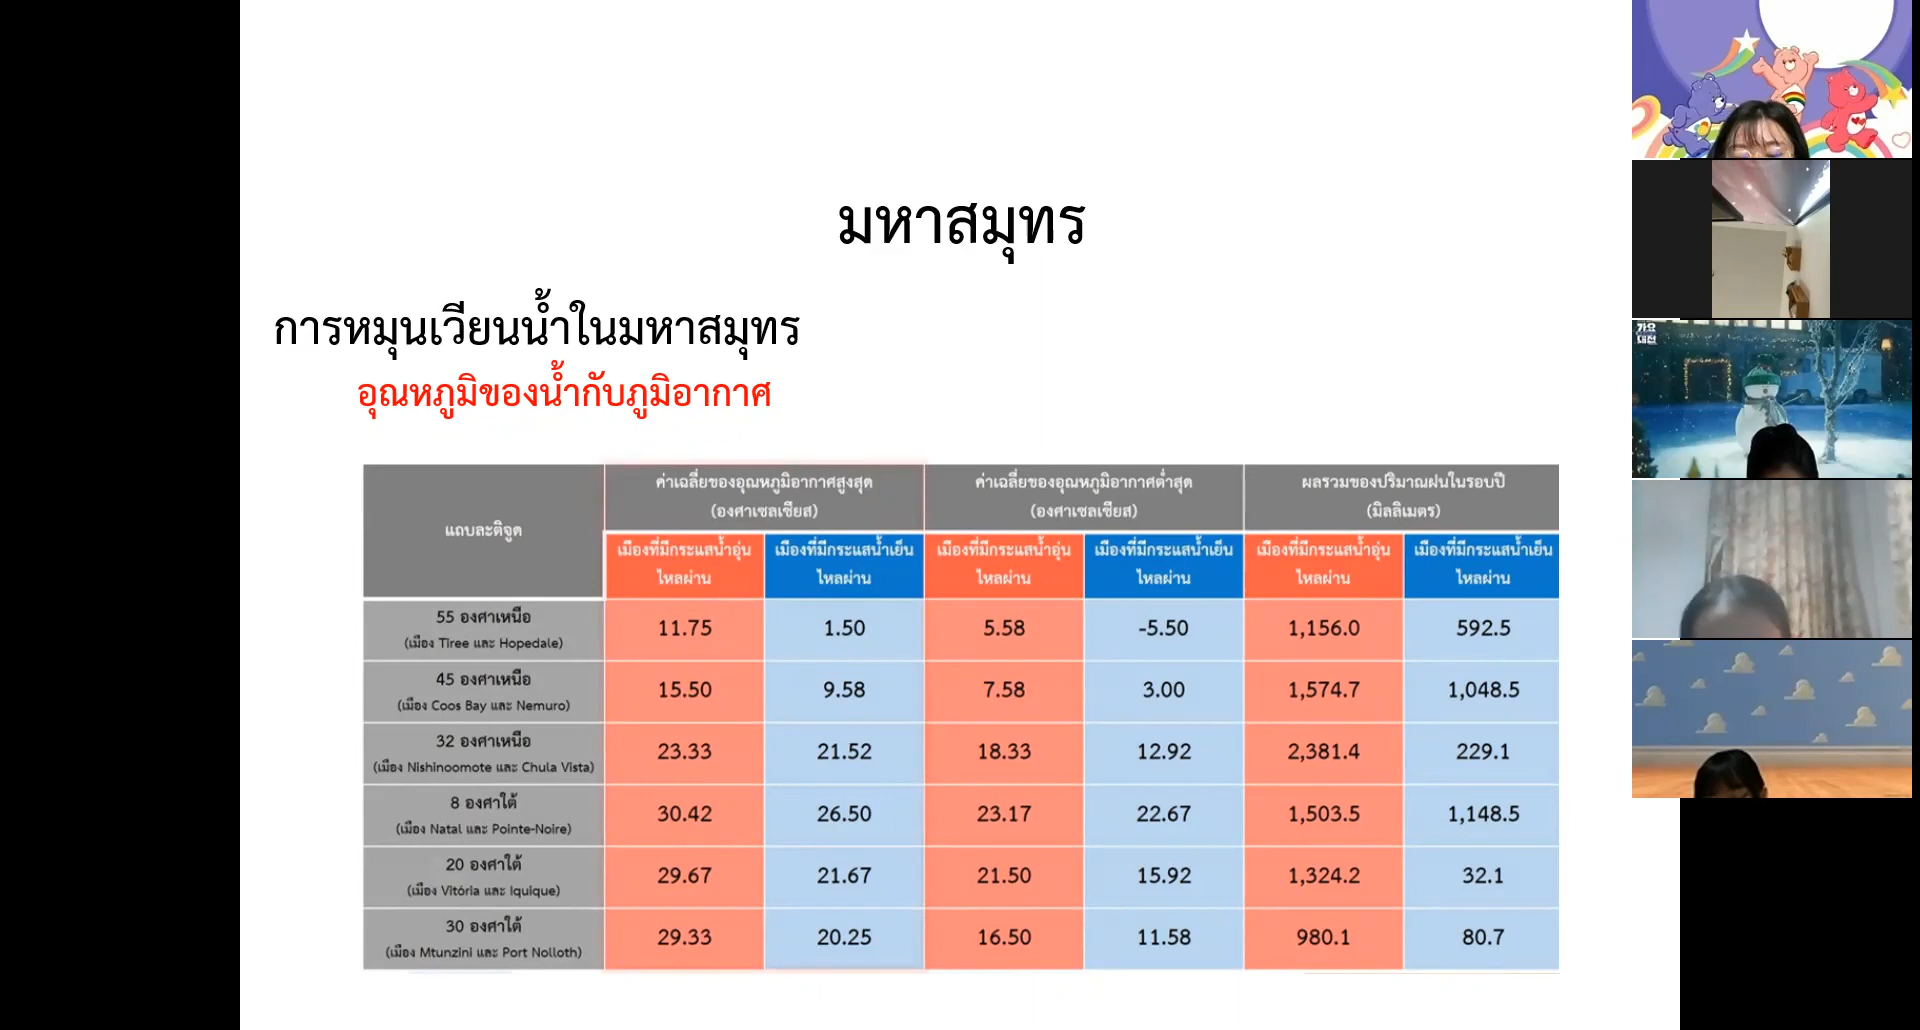 มหาสมุทร
การหมุนเวียนน้ำในมหาสมุทร
อุณหภูมิของน้ำกับภูมิอากาศ
แถบละติจูด
ค่าเฉลี่ยของอุณหภูมิอากาศสูงสุด
(องศาเซลเซียส)
ค่าเฉลี่ยของอุณหภูมิอากาศต่ำสุด
(องศาเซลเซียส)
ผลรวมของปริมาณฝนในรอบปี
(มิลลิเมตร)
เมืองที่มีกระแสน้ำอุ่น
ไหลผ่าน
เมืองที่มีกระแสน้ำเย็น
ไหลผ่าน
เมืองที่มีกระแสน้ำอุ่น
ไหลผ่าน
เมืองที่มีกระแสน้ำเย็น
ไหลผ่าน
เมืองที่มีกระแสน้ำอุ่น
ไหลผ่าน
เมืองที่มีกระแสน้ำเย็น
ไหลผ่าน
55 องศาเหนือ
(เมือง Tiree และ Hopedale)
11.75 1.50 5.58 -5.50 1,156.0 592.5
45 องศาเหนือ
(เมือง Coos Bay และ Nemuro)
15.50 9.58 7.58 3.00 1,574.7 1,048.5
32 องศาเหนือ
(เมือง Nishinoomote และ Chula Vista)
23.33 21.52 18.33 12.92 2,381.4 229.1
8 องศาใต้
(เมือง Natal และ Pointe-Noire)
30.42 26.50 23.17 22.67 1,503.5 1,148.5
20 องศาใต้
(เมือง Vitória และ Iquique)
29.67 21.67 21.50 15.92 1,324.2 32.1
30 องศาใต้
(เมือง Mtunzini และ Port Nolloth)
29.33 20.25 16.50 11.58 980.1 80.7
가요
대전